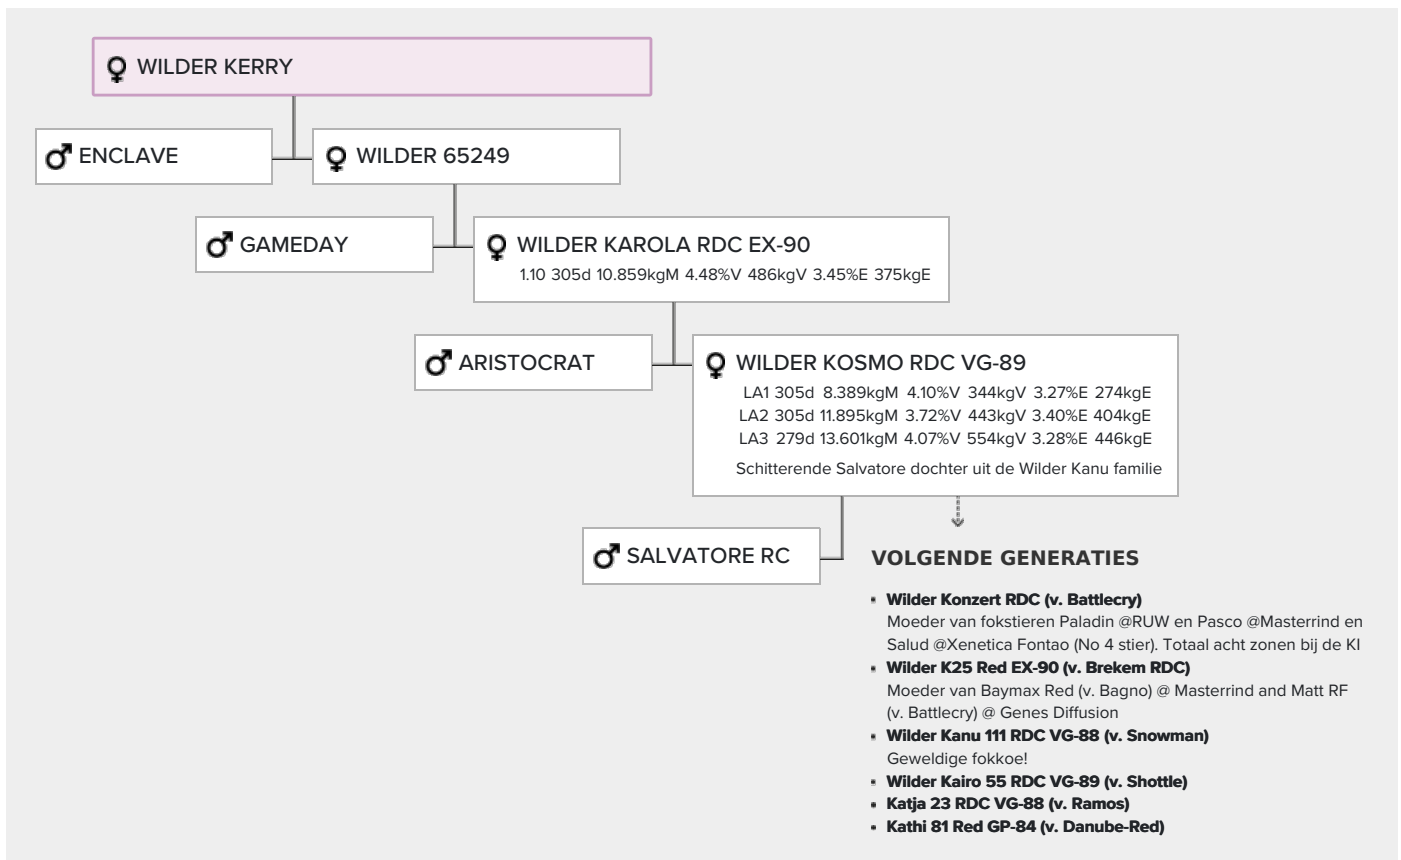 WILDER KERRY
ENCLAVE
WILDER 65249
GAMEDAY
WILDER KAROLA RDC EX-90
1.10 305d 10.859kgM 4.48%V 486kgV 3.45%E 375kgE
ARISTOCRAT
WILDER KOSMO RDC VG-89
LA1 305d 8.389kgM 4.10%V 344kgV 3.27%E 274kgE
LA2 305d 11.895kgM 3.72%V 443kgV 3.40%E 404kgE
LA3 279d 13.601kgM 4.07%V 554kgV 3.28%E 446kgE
Schitterende Salvatore dochter uit de Wilder Kanu familie
SALVATORE RC
VOLGENDE GENERATIES
▪ Wilder Konzert RDC (v. Battlecry)
Moeder van fokstieren Paladin @RUW en Pasco @Masterrind en
Salud @Xenetica Fontao (No 4 stier). Totaal acht zonen bij de KI
▪ Wilder K25 Red EX-90 (v. Brekem RDC)
Moeder van Baymax Red (v. Bagno) @ Masterrind and Matt RF
(v. Battlecry) @ Genes Diffusion
▪ Wilder Kanu 111 RDC VG-88 (v. Snowman)
Geweldige fokkoe!
▪ Wilder Kairo 55 RDC VG-89 (v. Shottle)
▪ Katja 23 RDC VG-88 (v. Ramos)
▪ Kathi 81 Red GP-84 (v. Danube-Red)